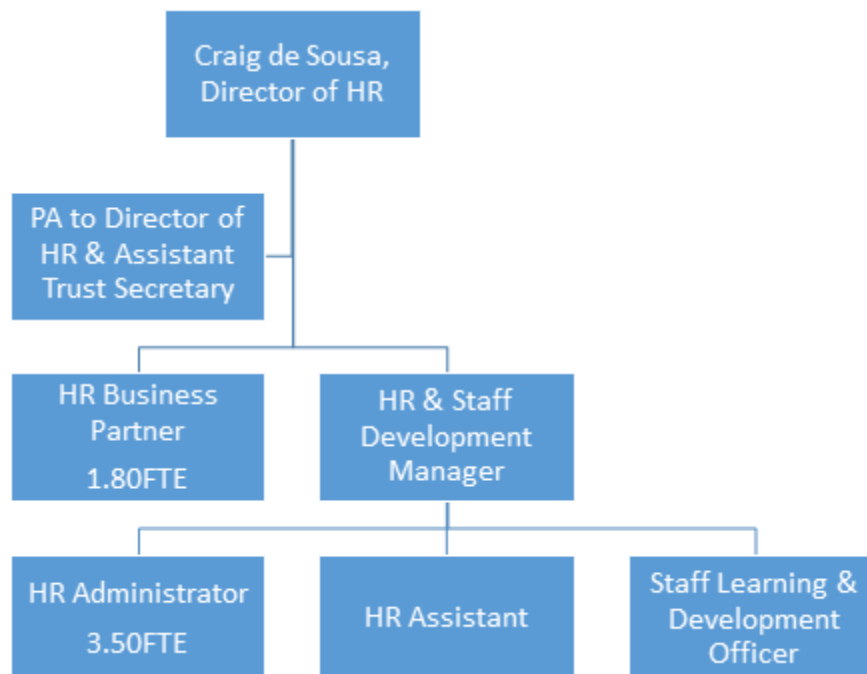 Craig de Sousa,
Director of HR
PA to Director of
HR & Assistant
Trust Secretary
HR Business
Partner
1.80FTE
HR & Staff
Development
Manager
HR Administrator
3.50FTE
HR Assistant
Staff Learning &
Development
Officer